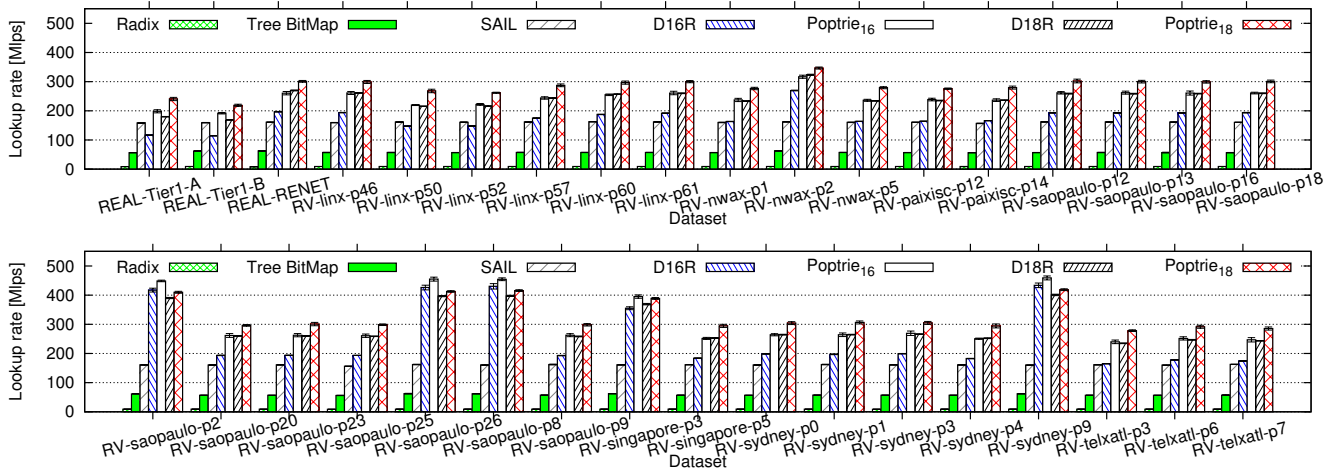 Lookup rate [Mlps]
500
400
300
200
100
0
Radix
Tree BitMap
SAIL
D16R
Poptrie16
D18R
Poptrie18
REAL-Tier1-A
REAL-Tier1-B
REAL-RENET
RV-linx-p46
RV-linx-p50
RV-linx-p52
RV-linx-p57
RV-linx-p60
RV-linx-p61
RV-nwax-p1
RV-nwax-p2
RV-nwax-p5
RV-paixisc-p12
RV-paixisc-p14
RV-saopaulo-p12
RV-saopaulo-p13
RV-saopaulo-p16
RV-saopaulo-p18
Dataset
Lookup rate [Mlps]
500
400
300
200
100
0
Radix
Tree BitMap
SAIL
D16R
Poptrie16
D18R
Poptrie18
RV-saopaulo-p2
RV-saopaulo-p20
RV-saopaulo-p23
RV-saopaulo-p25
RV-saopaulo-p26
RV-saopaulo-p8
RV-saopaulo-p9
RV-singapore-p3
RV-singapore-p5
RV-sydney-p0
RV-sydney-p1
RV-sydney-p3
RV-sydney-p4
RV-sydney-p9
RV-telxatl-p3
RV-telxatl-p6
RV-telxatl-p7
Dataset